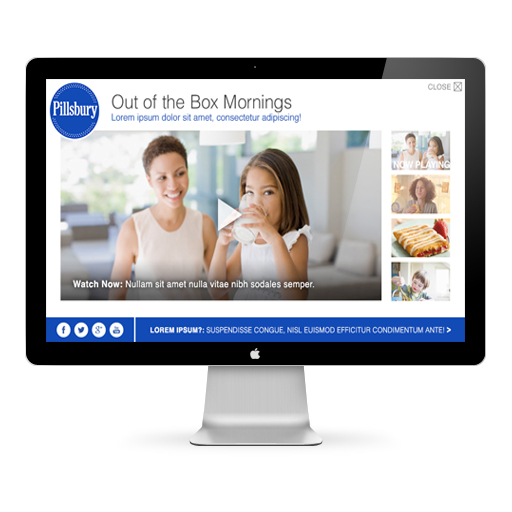 Pillsbury
Out of the Box Mornings
Lorem ipsum dolor sit amet, consectetur adipiscing!
CLOSE
NOW PLAYING
Watch Now: Nullam sit amet nulla vitae nibh sodales semper.
LOREM IPSUM?: SUSPENDISSE CONGUE, NISL EUISMOD EFFICITUR CONDIMENTUM ANTE! >